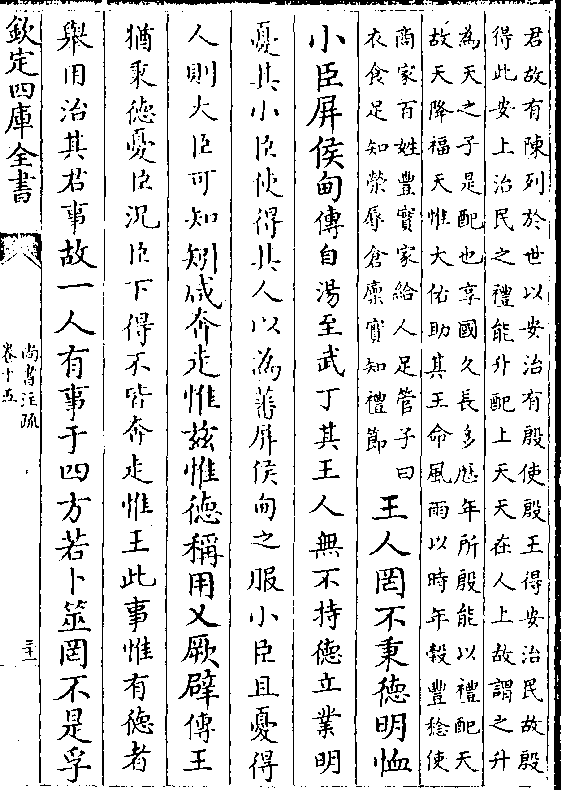 君故有陳列於世以安治有殷使殷王得安治民故殷
得此安上治民之禮能升配上天天在人上故謂之升
為天之子是配也享國久長多歷年所殷能以禮配天
故天降福天惟大佑助其王命風雨以時年穀豐稔使
商家百姓豐實家給人足管子曰
衣食足知榮辱倉廩實知禮節
王人罔不秉德明恤
小臣屏侯甸傳自湯至武丁其王人無不持德立業明
憂其小臣使得其人以為蕃屏侯甸之服小臣且憂得
人則大臣可知矧咸奔走惟茲惟德稱用乂厥辟傳王
猶秉德憂臣況臣下得不皆奔走惟王此事惟有德者
舉用治其君事故一人有事于四方若卜筮罔不是孚
欽定四庫全書
尚書注疏
卷十五